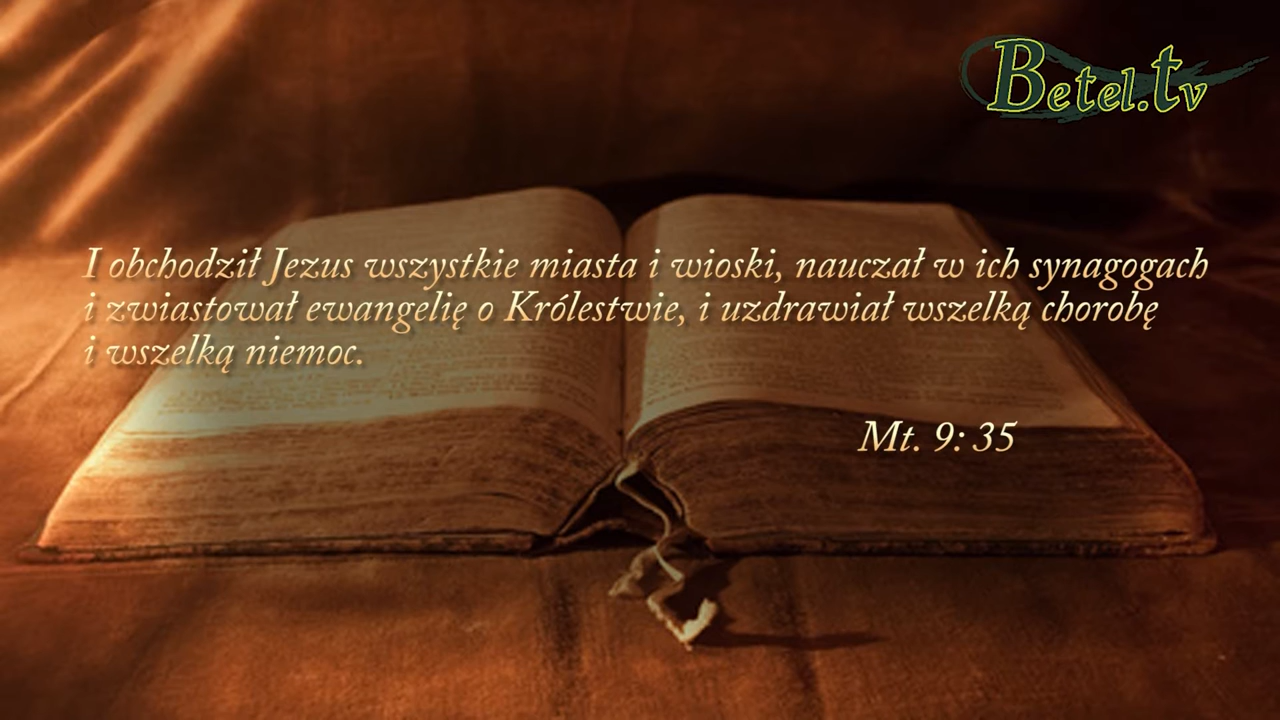 Betel.tv
I obchodził Jezus wszystkie miasta i wioski, nauczał w ich synagogach
i zwiastował ewangelię o Królestwie, i uzdrawiał wszelką chorobę
i wszelką niemoc.
Mt. 9: 35